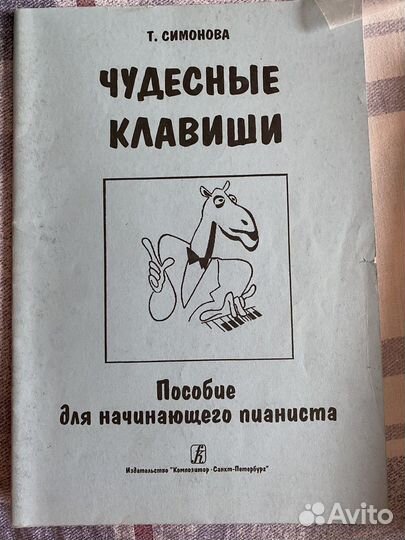 Т. СИМОНОВА
ЧУДЕСНЫЕ
КЛАВИШИ
Пособие
для начинающего пианиста
Издательство "Композитор • Санкт-Петербург"
Avito